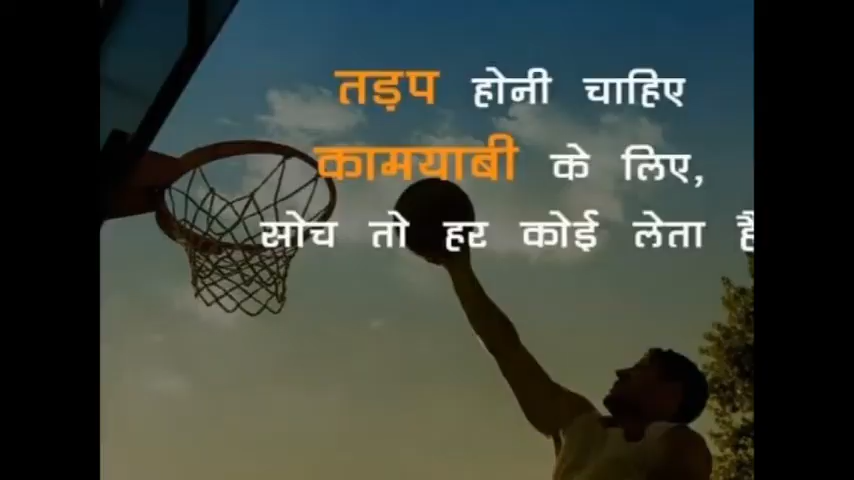 तड़प होनी चाहिए
कामयाबी के लिए,
सोच तो हर कोई लेता है